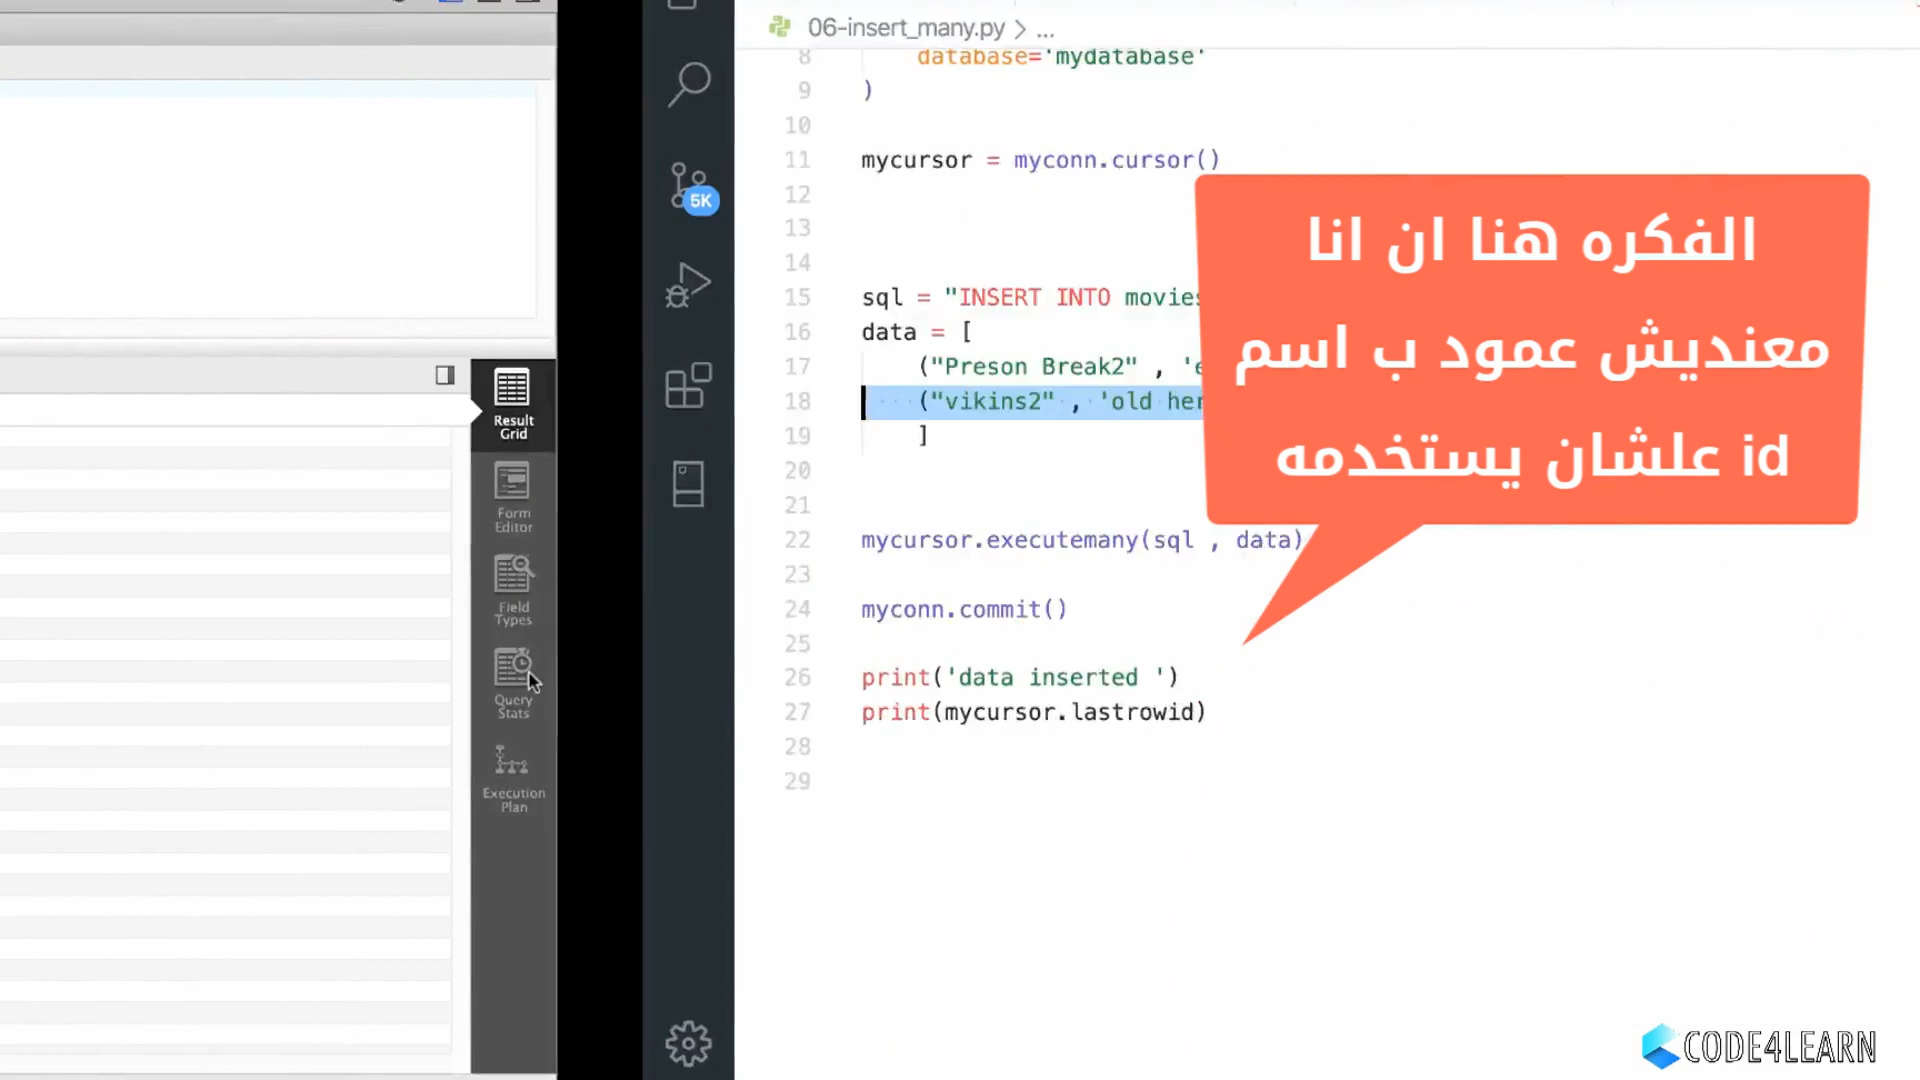 06-insert_many.py > ...
8 database='mydatabase'
9 )
10
11 mycursor = myconn.cursor()
12
13
14
15 sql = "INSERT INTO movies
16 data = [
17 ("Preson Break2" , 'e
18 ("vikins2" , 'old her
19 ]
20
21
22 mycursor.executemany(sql , data)
23
24 myconn.commit()
25
26 print('data inserted ')
27 print(mycursor.lastrowid)
28
29
الفكره هنا ان انا
معنديش عمود ب اسم
id علشان يستخدمه
5K
Result
Grid
Form
Editor
Field
Types
Query
Stats
Execution
Plan
CODE4LEARN